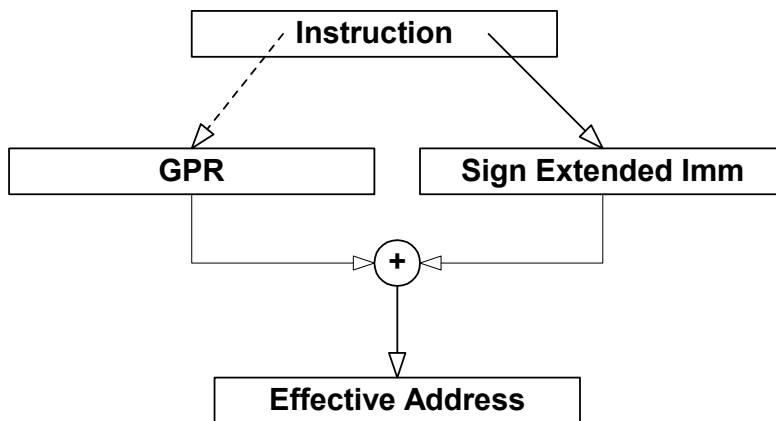 Instruction
GPR
Sign Extended Imm
+
Effective Address